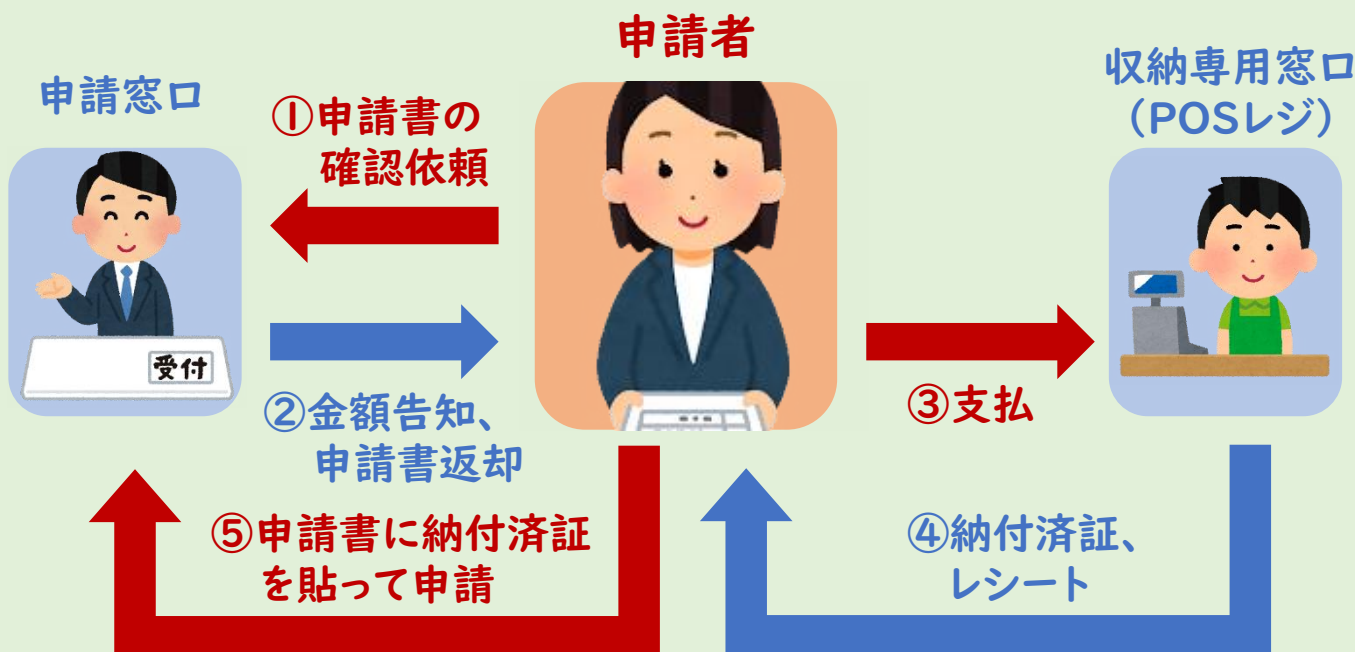 申請者
申請窓口
収納専用窓口
（POSレジ）
①申請書の
確認依頼
受付
②金額告知、
申請書返却
③支払
④納付済証、
レシート
⑤申請書に納付済証
を貼って申請